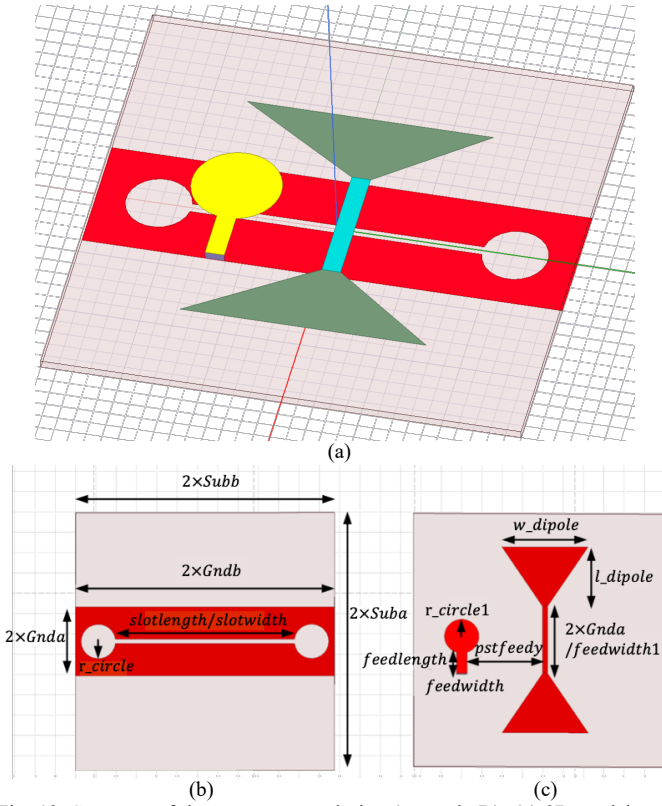 (a)
2×Subb
2×Gndb
slotlength/slotwidth
2×Gnda
r_circle
2×Suba
(b)
w_dipole
l_dipole
r_circle1
2×Gnda
/feedwidth1
feedlength
pstfeedy
feedwidth
(c)